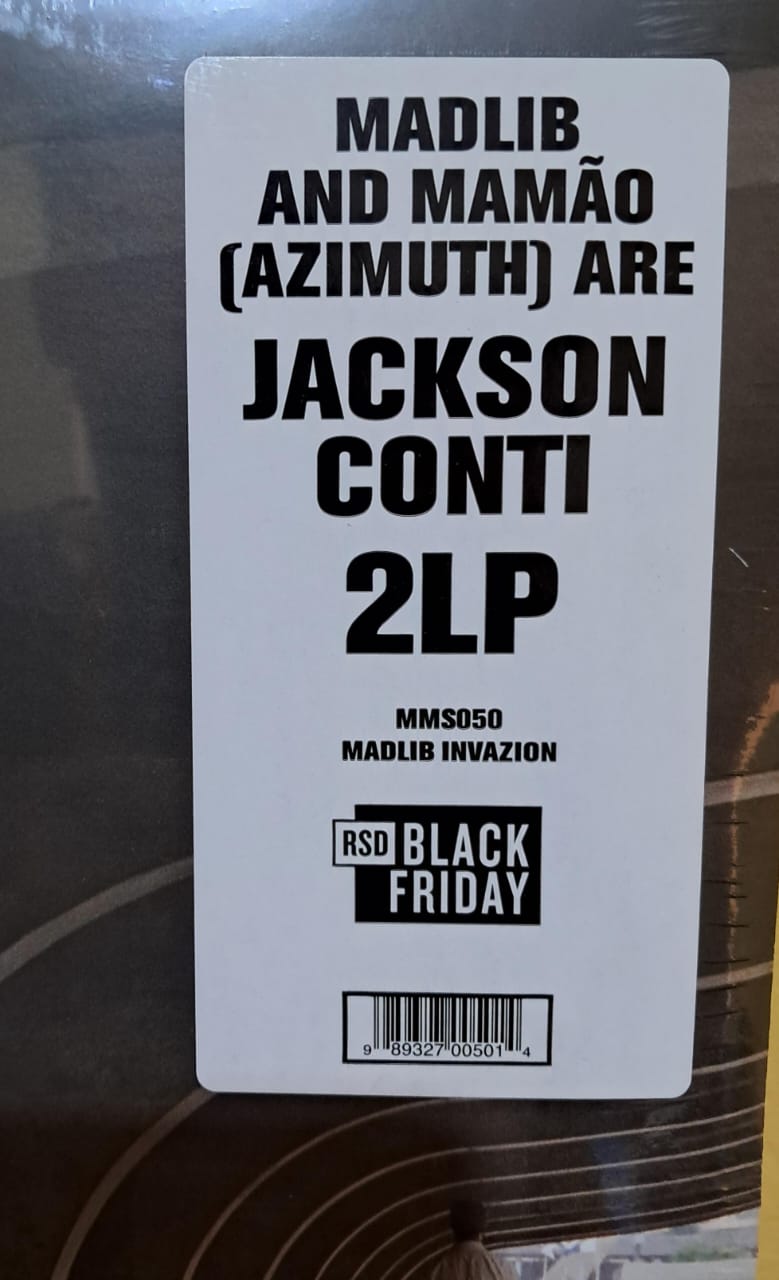 MADLIB
AND MAMÃO
(AZIMUTH) ARE
JACKSON
CONTI
2LP
MMS050
MADLIB INVAZION
RSD BLACK
FRIDAY
9 89327 00501 4